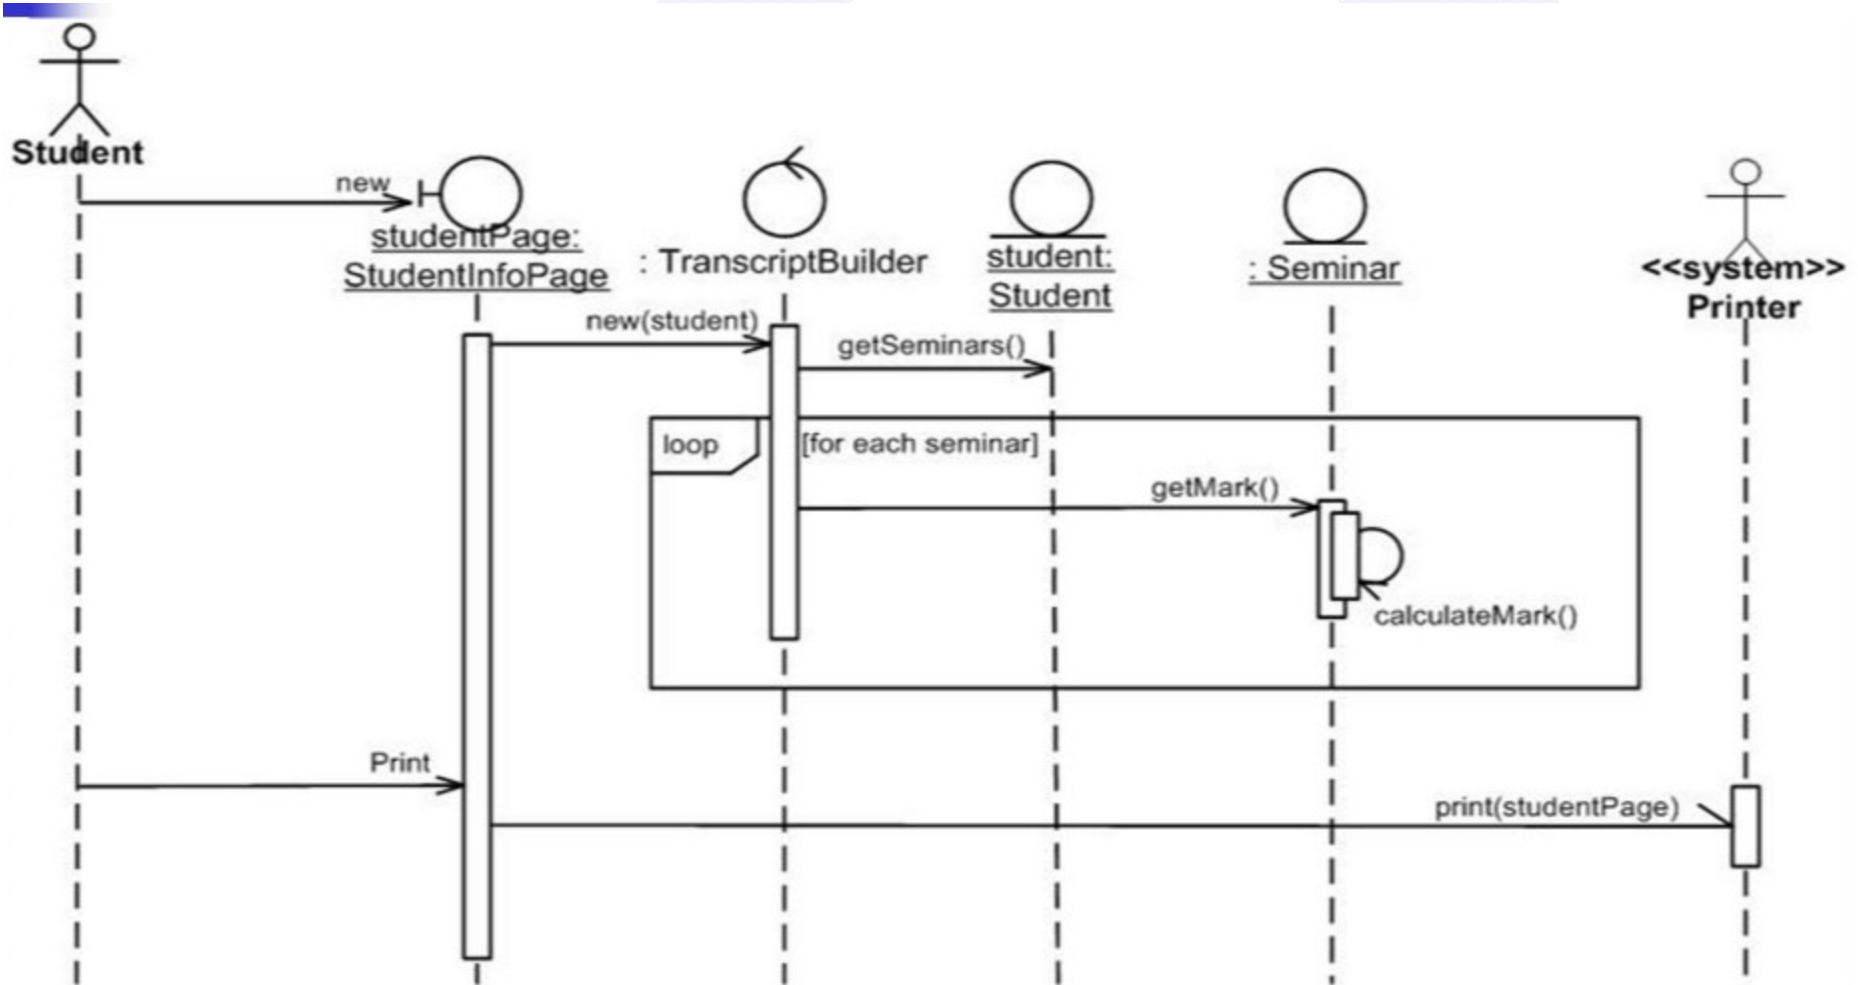 Student
new
studentPage:
StudentInfoPage
: TranscriptBuilder
student:
Student
: Seminar
<<system>>
Printer
new(student)
getSeminars()
loop
[for each seminar]
getMark()
calculateMark()
Print
print(studentPage)